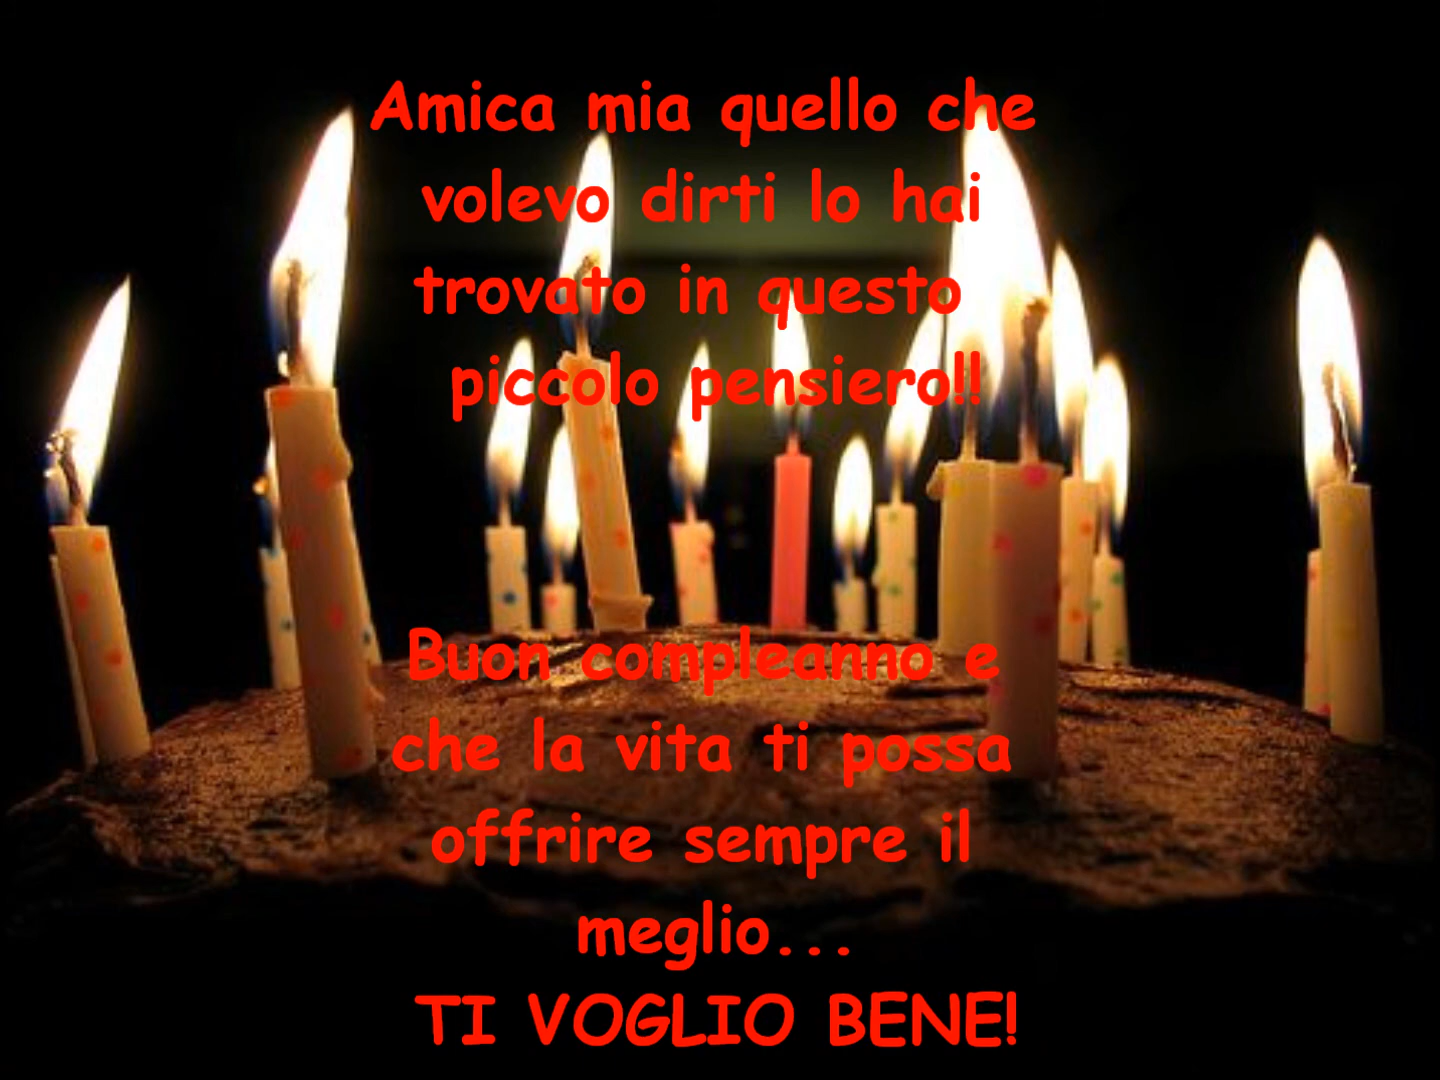 Amica mia quello che
volevo dirti lo hai
trovato in questo
piccolo pensiero!!
Buon compleanno e
che la vita ti possa
offrire sempre il
meglio...
TI VOGLIO BENE!